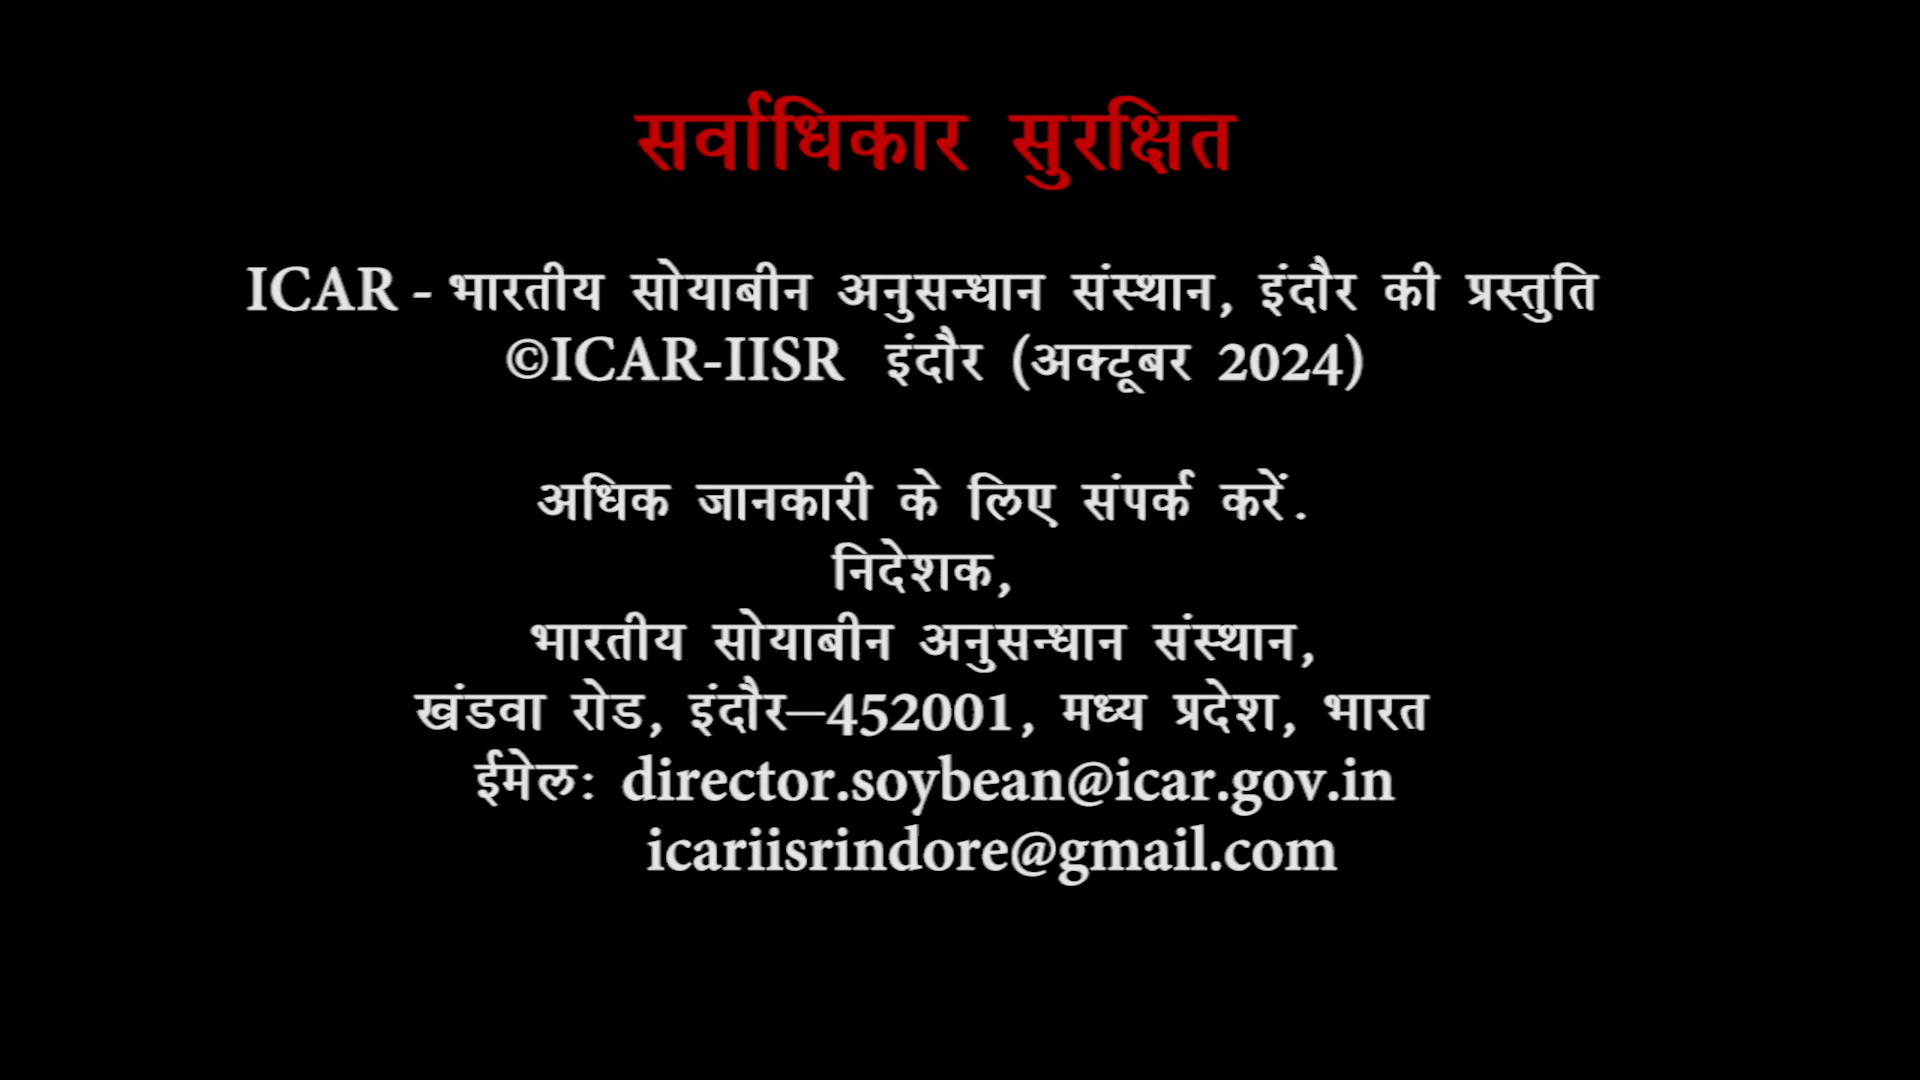 सर्वाधिकार सुरक्षित
ICAR - भारतीय सोयाबीन अनुसन्धान संस्थान, इंदौर की प्रस्तुति
©ICAR-IISR इंदौर (अक्टूबर 2024)
अधिक जानकारी के लिए संपर्क करें.
निदेशक,
भारतीय सोयाबीन अनुसन्धान संस्थान,
खंडवा रोड, इंदौर–452001, मध्य प्रदेश, भारत
ईमेल: director.soybean@icar.gov.in
icariisrindore@gmail.com